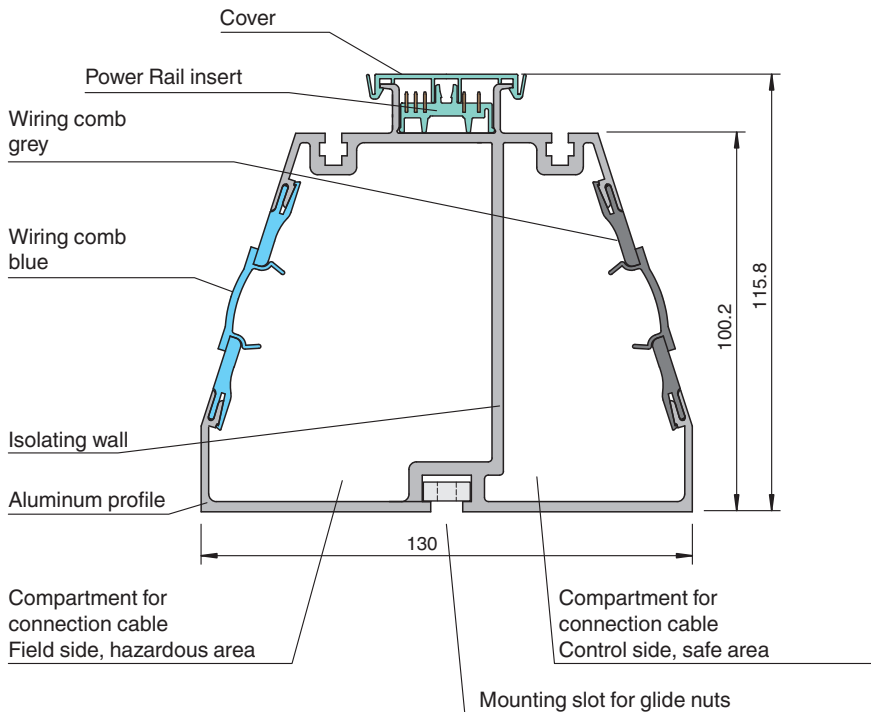 Cover
Power Rail insert
Wiring comb
grey
Wiring comb
blue
115.8
100.2
Isolating wall
Aluminum profile
130
Compartment for
connection cable
Field side, hazardous area
Compartment for
connection cable
Control side, safe area
Mounting slot for glide nuts